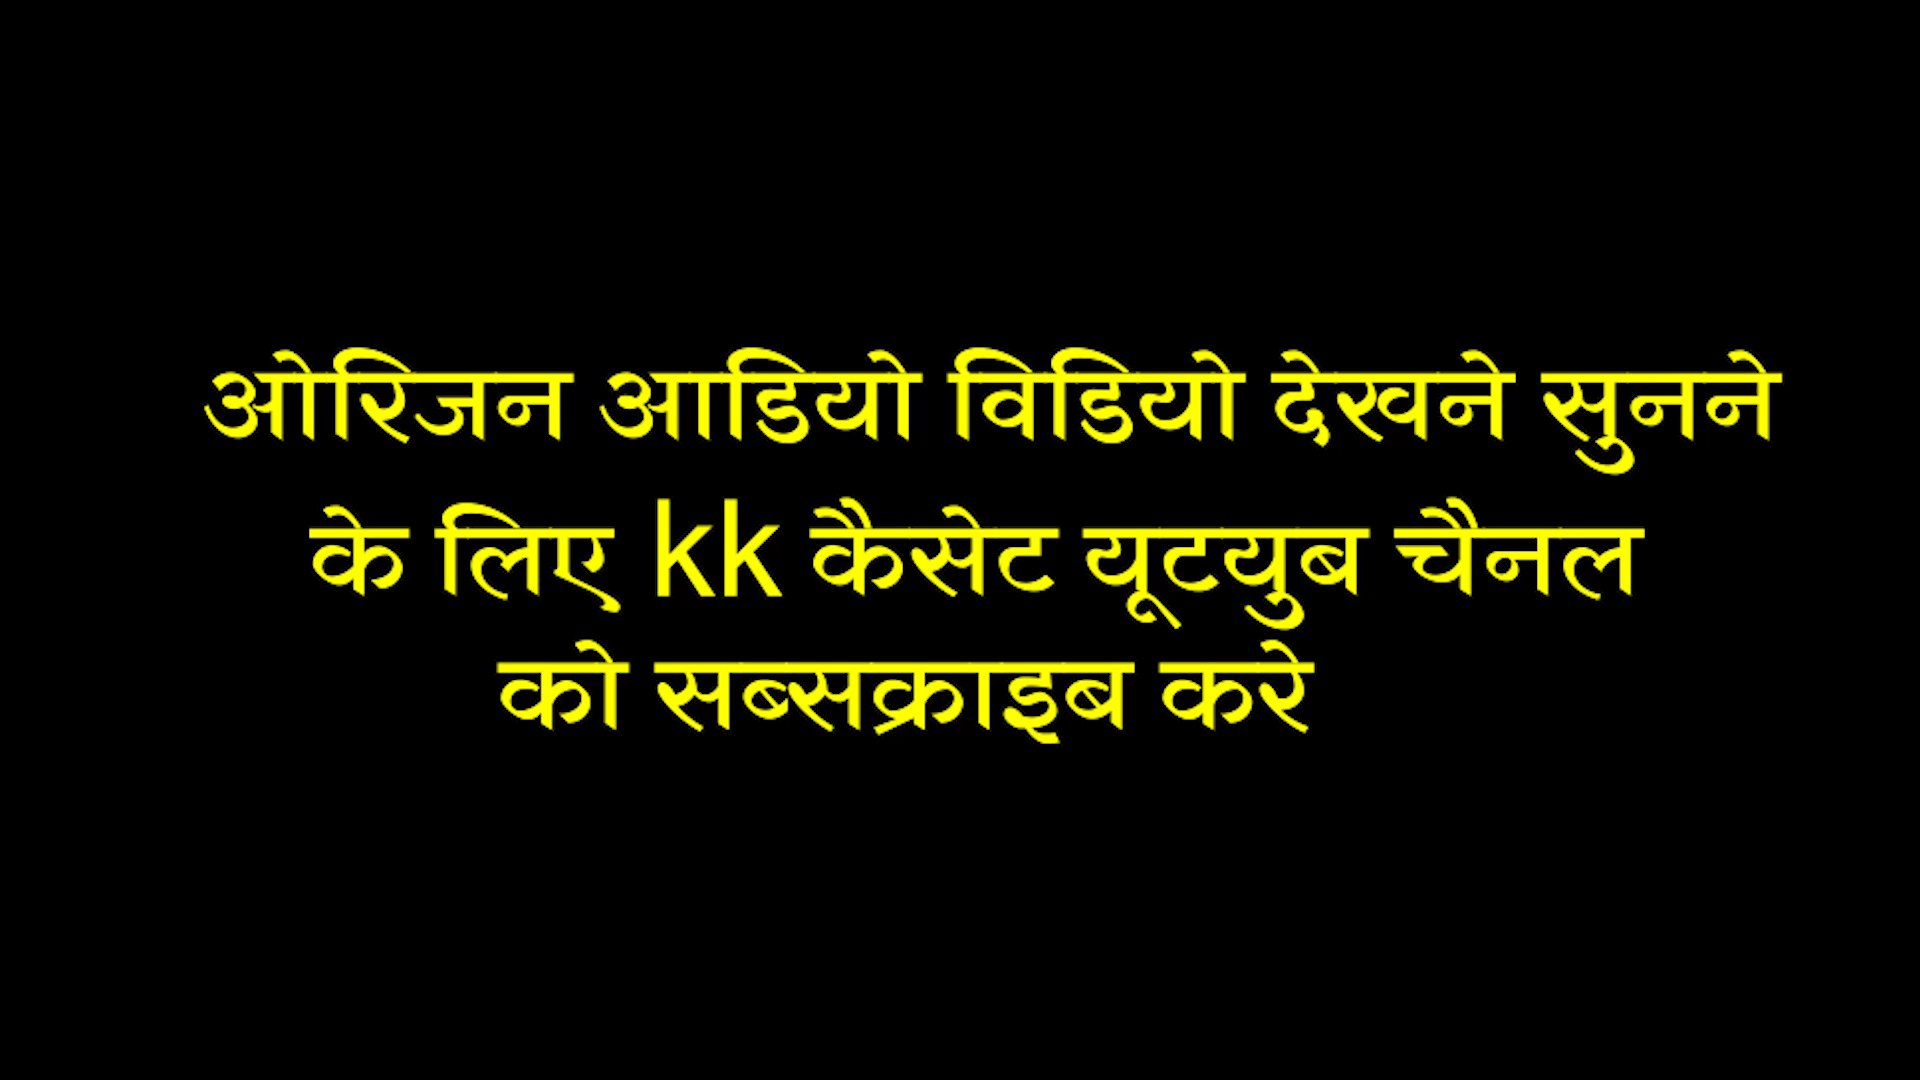 ओरिजन आडियो विडियो देखने सुनने
के लिए kk कैसेट यूटयुब चैनल
को सब्सक्राइब करे